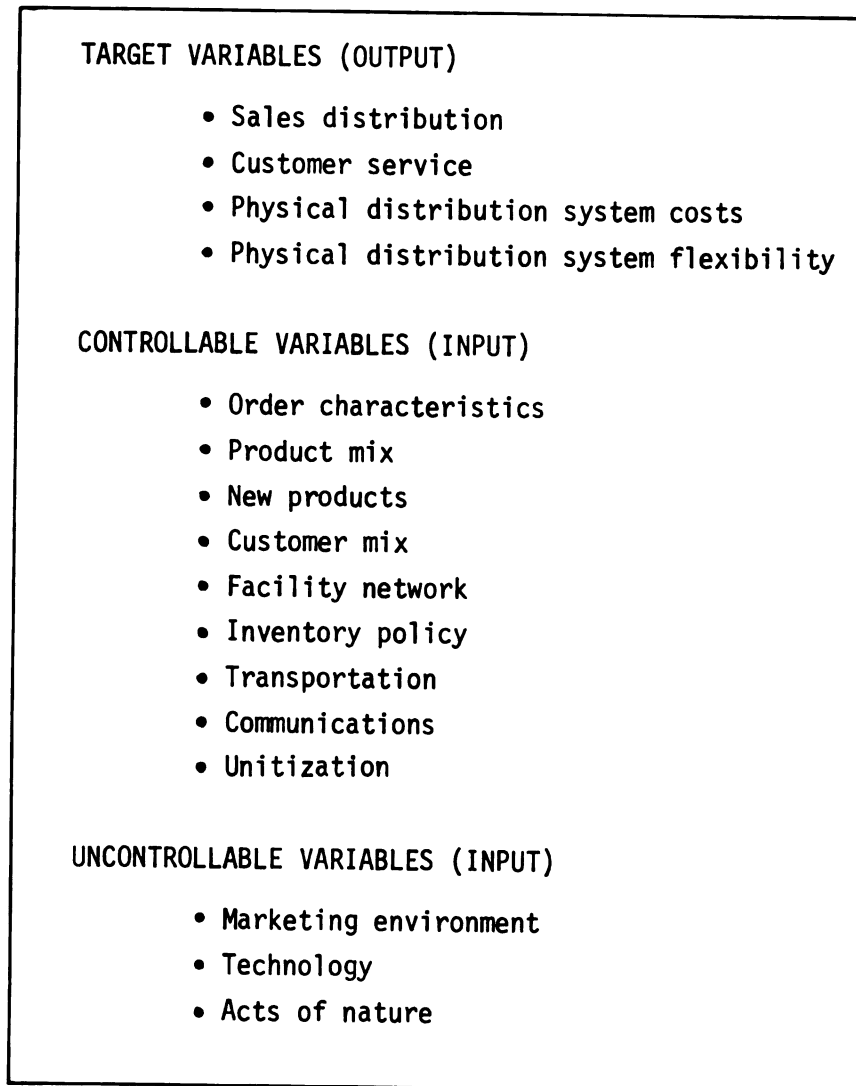 TARGET VARIABLES (OUTPUT)
• Sales distribution
• Customer service
• Physical distribution system costs
• Physical distribution system flexibility
CONTROLLABLE VARIABLES (INPUT)
• Order characteristics
• Product mix
• New products
• Customer mix
• Facility network
• Inventory policy
• Transportation
• Communications
• Unitization
UNCONTROLLABLE VARIABLES (INPUT)
• Marketing environment
• Technology
• Acts of nature